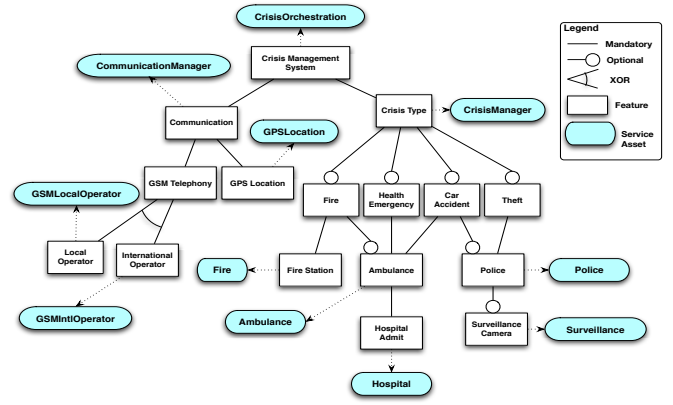 CrisisOrchestration
Legend
Mandatory
Optional
XOR
Feature
Service
Asset
Crisis Management
System
CommunicationManager
Crisis Type
CrisisManager
Communication
GPSLocation
GSM Telephony
GPS Location
GSMLocalOperator
Fire
Health
Emergency
Car
Accident
Theft
Local
Operator
International
Operator
Fire
Fire Station
Ambulance
Police
Police
GSMIntlOperator
Ambulance
Hospital
Admit
Surveillance
Camera
Surveillance
Hospital